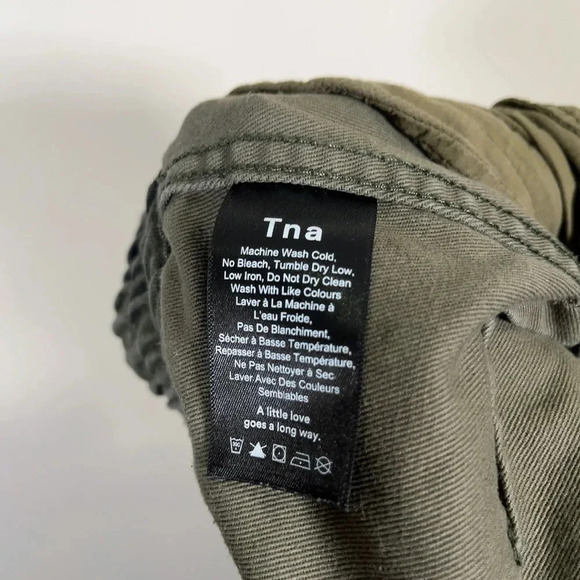 Tna
Machine Wash Cold,
No Bleach, Tumble Dry Low,
Low Iron, Do Not Dry Clean
Wash With Like Colours
Laver à La Machine à
L'eau Froide,
Pas De Blanchiment,
Sécher à Basse Température,
Repasser à Basse Température,
Ne Pas Nettoyer à Sec
Laver Avec Des Couleurs
Semblables
A little love
goes a long way.